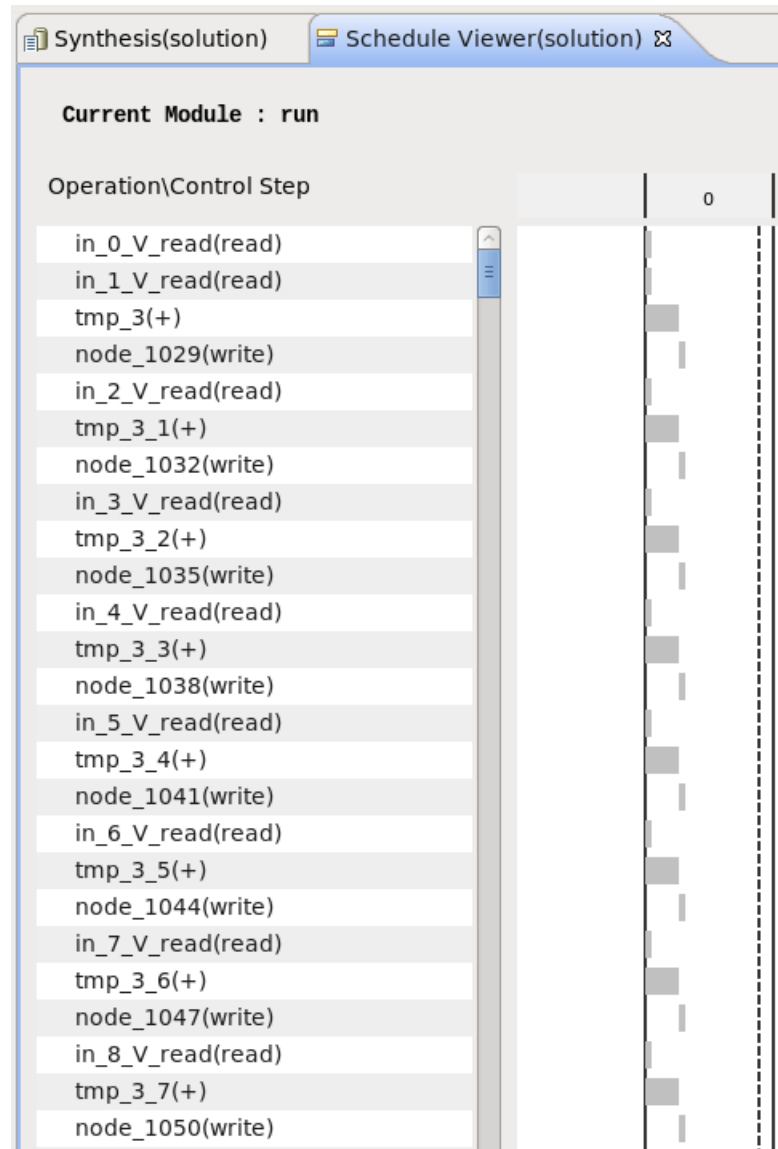 Synthesis(solution)
Schedule Viewer(solution)
Current Module : run
Operation\Control Step
0
in_0_V_read(read)
in_1_V_read(read)
tmp_3(+)
node_1029(write)
in_2_V_read(read)
tmp_3_1(+)
node_1032(write)
in_3_V_read(read)
tmp_3_2(+)
node_1035(write)
in_4_V_read(read)
tmp_3_3(+)
node_1038(write)
in_5_V_read(read)
tmp_3_4(+)
node_1041(write)
in_6_V_read(read)
tmp_3_5(+)
node_1044(write)
in_7_V_read(read)
tmp_3_6(+)
node_1047(write)
in_8_V_read(read)
tmp_3_7(+)
node_1050(write)